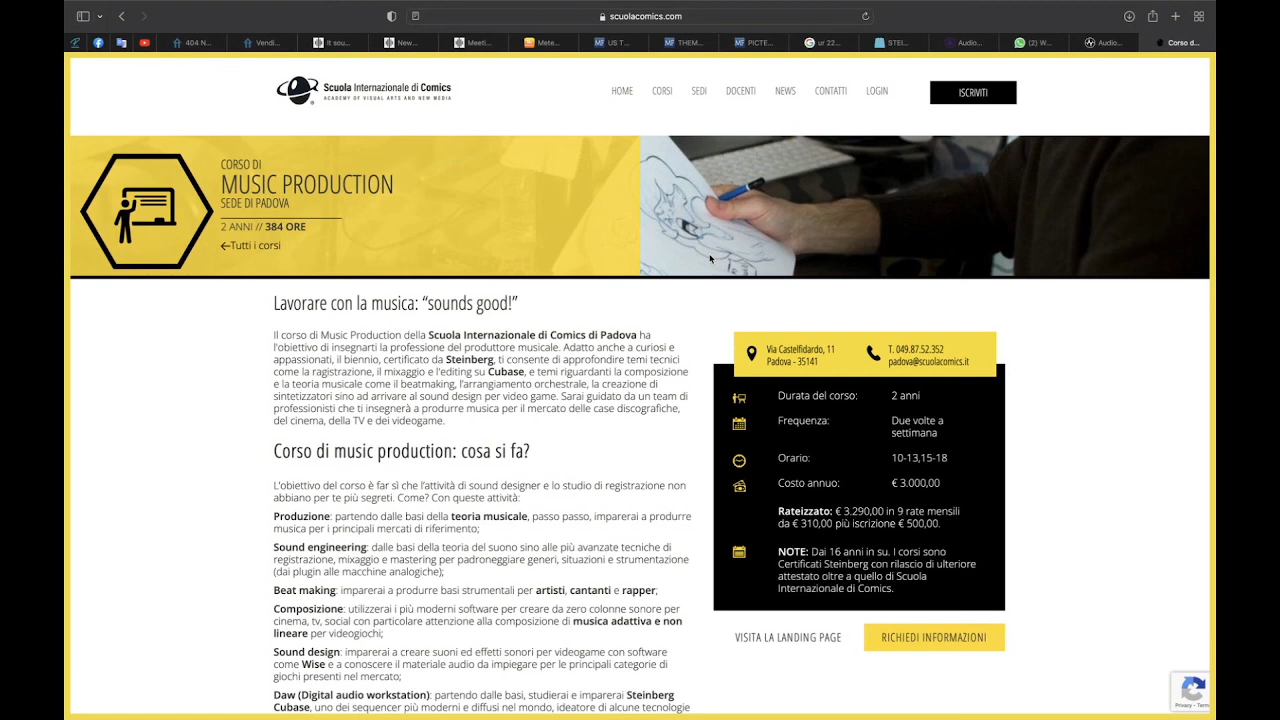 scuolacomics.com
404 N...
Vendi...
It sou...
New...
Meeti...
Mete...
US T...
THEM...
PICTE...
ur 22...
STEI...
Audio...
(2) W...
Audio...
Corso d...
Scuola Internazionale di Comics
ACADEMY OF VISUAL ARTS AND NEW MEDIA
HOME
CORSI
SEDI
DOCENTI
NEWS
CONTATTI
LOGIN
ISCRIVITI
CORSO DI
MUSIC PRODUCTION
SEDE DI PADOVA
2 ANNI // 384 ORE
←Tutti i corsi
Lavorare con la musica: “sounds good!”
Il corso di Music Production della Scuola Internazionale di Comics di Padova ha
l'obiettivo di insegnarti la professione del produttore musicale. Adatto anche a curiosi e
appassionati, il biennio, certificato da Steinberg, ti consente di approfondire temi tecnici
come la ragistrazione, il mixaggio e l'editing su Cubase, e temi riguardanti la composizione
e la teoria musicale come il beatmaking, l'arrangiamento orchestrale, la creazione di
sintetizzatori sino ad arrivare al sound design per video game. Sarai guidato da un team di
professionisti che ti insegnerà a produrre musica per il mercato delle case discografiche,
del cinema, della TV e dei videogame.
Corso di music production: cosa si fa?
L'obiettivo del corso è far sì che l'attività di sound designer e lo studio di registrazione non
abbiano per te più segreti. Come? Con queste attività:
Produzione: partendo dalle basi della teoria musicale, passo passo, imparerai a produrre
musica per i principali mercati di riferimento;
Sound engineering: dalle basi della teoria del suono sino alle più avanzate tecniche di
registrazione, mixaggio e mastering per padroneggiare generi, situazioni e strumentazione
(dai plugin alle macchine analogiche);
Beat making: imparerai a produrre basi strumentali per artisti, cantanti e rapper;
Composizione: utilizzerai i più moderni software per creare da zero colonne sonore per
cinema, tv, social con particolare attenzione alla composizione di musica adattiva e non
lineare per videogiochi;
Sound design: imparerai a creare suoni ed effetti sonori per videogame con software
come Wise e a conoscere il materiale audio da impiegare per le principali categorie di
giochi presenti nel mercato;
Daw (Digital audio workstation): partendo dalle basi, studierai e imparerai Steinberg
Cubase, uno dei sequencer più moderni e diffusi nel mondo, ideatore di alcune tecnologie
Via Castelfidardo, 11
Padova - 35141
T. 049.87.52.352
padova@scuolacomics.it
Durata del corso: 2 anni
Frequenza: Due volte a
settimana
Orario: 10-13,15-18
Costo annuo: € 3.000,00
Rateizzato: € 3.290,00 in 9 rate mensili
da € 310,00 più iscrizione € 500,00.
NOTE: Dai 16 anni in su. I corsi sono
Certificati Steinberg con rilascio di ulteriore
attestato oltre a quello di Scuola
Internazionale di Comics.
VISITA LA LANDING PAGE
RICHIEDI INFORMAZIONI
Privacy - Term